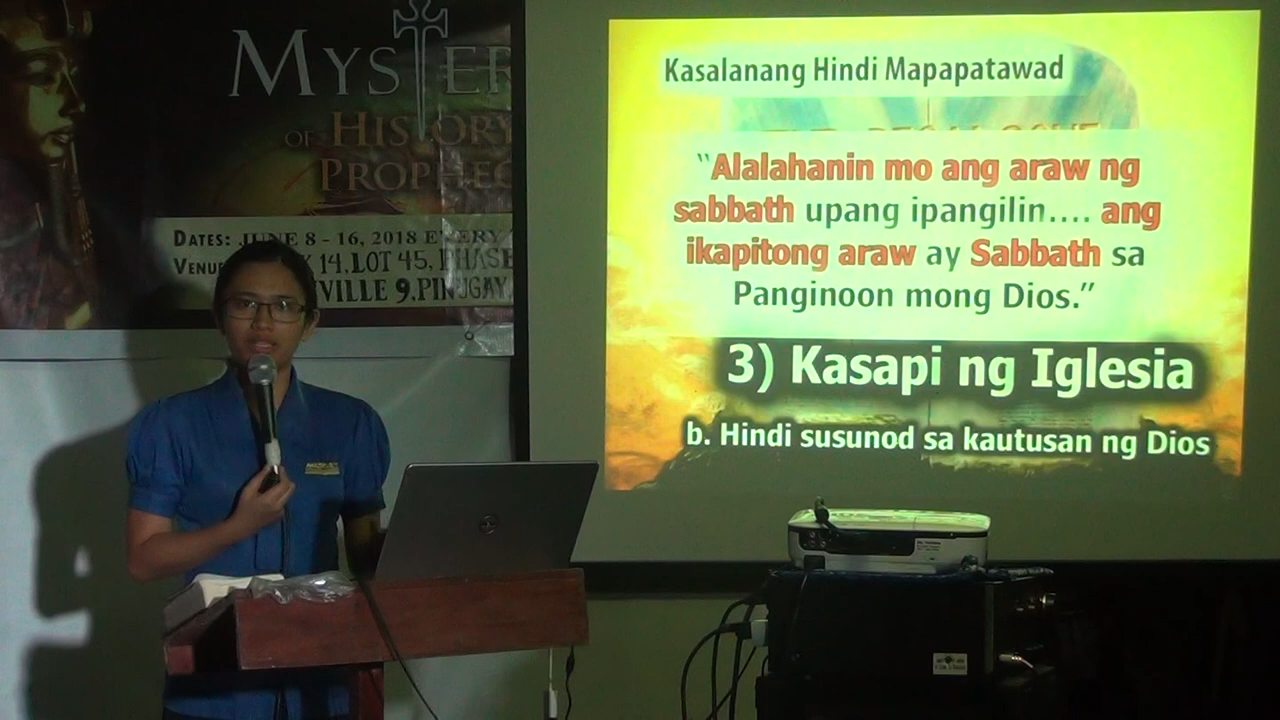 MYSTER
OF HISTORY
PROPHEC
DATES: JUNE 8 - 16, 2018 EVERY
VENU K 14, LOT 45, PHASE
VILLE 9, PINUGAY,
Kasalanang Hindi Mapapatawad
“Alalahanin mo ang araw ng
sabbath upang ipangilin.... ang
ikapitong araw ay Sabbath sa
Panginoon mong Dios.”
3) Kasapi ng Iglesia
b. Hindi susunod sa kautusan ng Dios